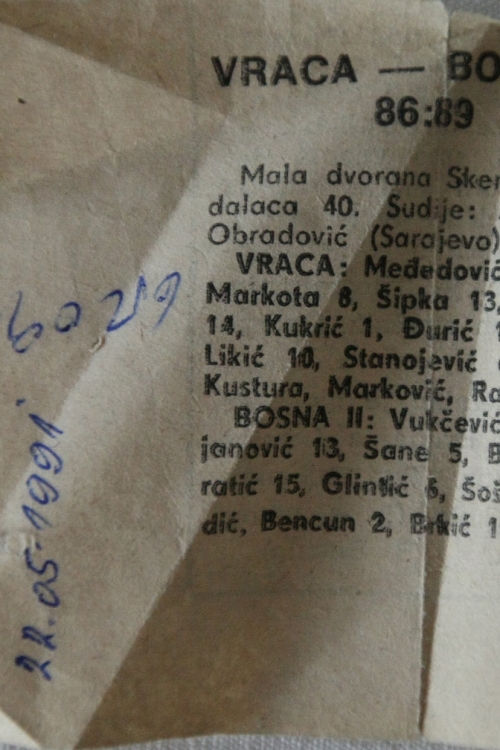 VRACA — BO
86:89
Mala dvorana Sken
dalaca 40. Sudije:
Obradović (Sarajevo)
VRACA: Međedović
Markota 8, Šipka 13,
14, Kukrić 1, Đurić
Likić 10, Stanojević
Kustura, Marković, Ra
BOSNA II: Vukčević
janović 13, Šane 5, B
ratić 15, Glintić 6, Šoš
dić, Bencun 2, Brkić 1
22.05.1991